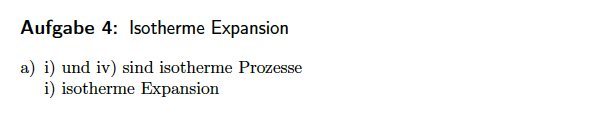 Aufgabe 4: Isotherme Expansion
a) i) und iv) sind isotherme Prozesse
i) isotherme Expansion